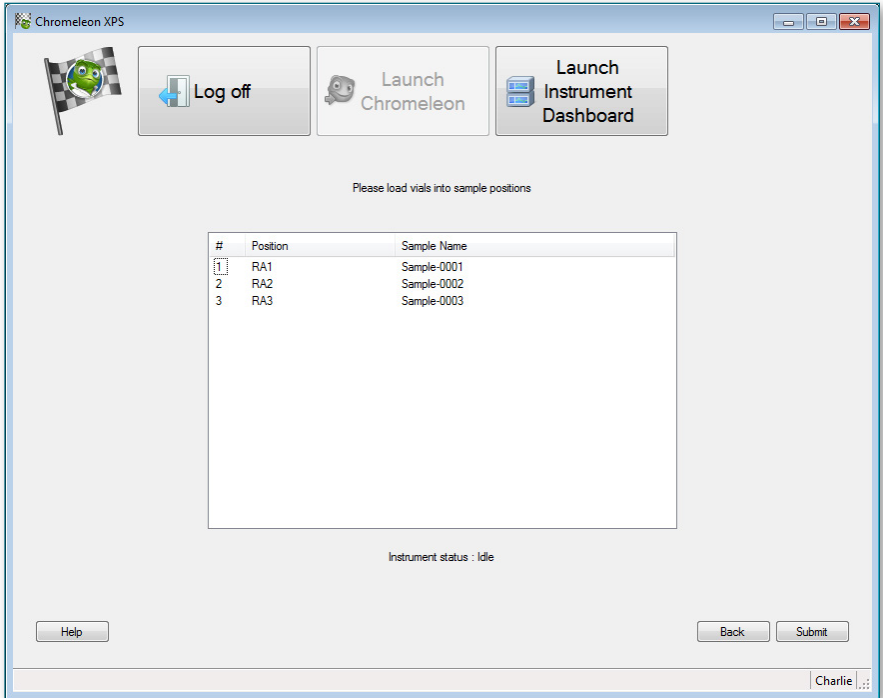 Chromeleon XPS
Log off
Launch
Chromeleon
Launch
Instrument
Dashboard
Please load vials into sample positions
# Position Sample Name
1 RA1 Sample-0001
2 RA2 Sample-0002
3 RA3 Sample-0003
Instrument status : Idle
Help Back Submit
Charlie